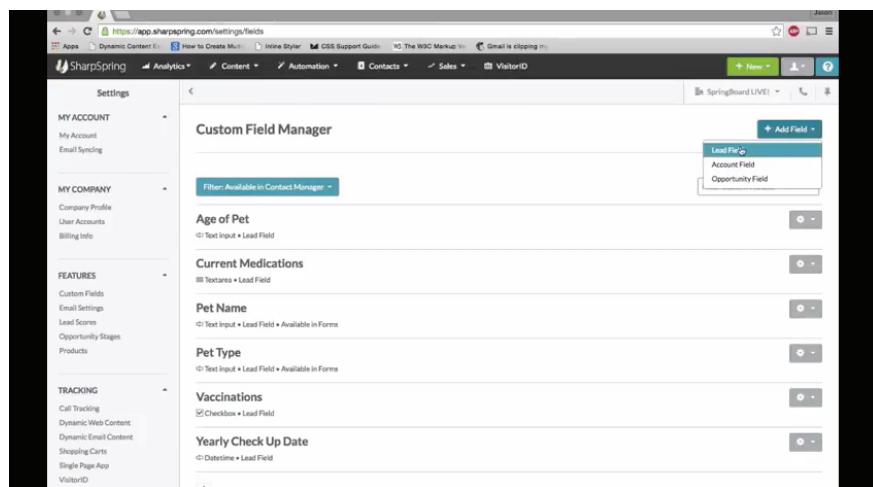 Jason
https://app.sharpspring.com/settings/fields
Apps Dynamic Content Ex How to Create Mult Inline Styler CSS Support Guide The W3C Markup Va Gmail is clipping my
SharpSpring Analytics Content Automation Contacts Sales VisitorID + New ?
Settings SpringBoard LIVE!
MY ACCOUNT
My Account
Email Syncing
MY COMPANY
Company Profile
User Accounts
Billing Info
FEATURES
Custom Fields
Email Settings
Lead Scores
Opportunity Stages
Products
TRACKING
Call Tracking
Dynamic Web Content
Dynamic Email Content
Shopping Carts
Single Page App
VisitorID
Custom Field Manager
+ Add Field
Lead Field
Account Field
Opportunity Field
Filter: Available in Contact Manager
Age of Pet
Text input • Lead Field
Current Medications
Textarea • Lead Field
Pet Name
Text input • Lead Field • Available in Forms
Pet Type
Text input • Lead Field • Available in Forms
Vaccinations
Checkbox • Lead Field
Yearly Check Up Date
Datetime • Lead Field